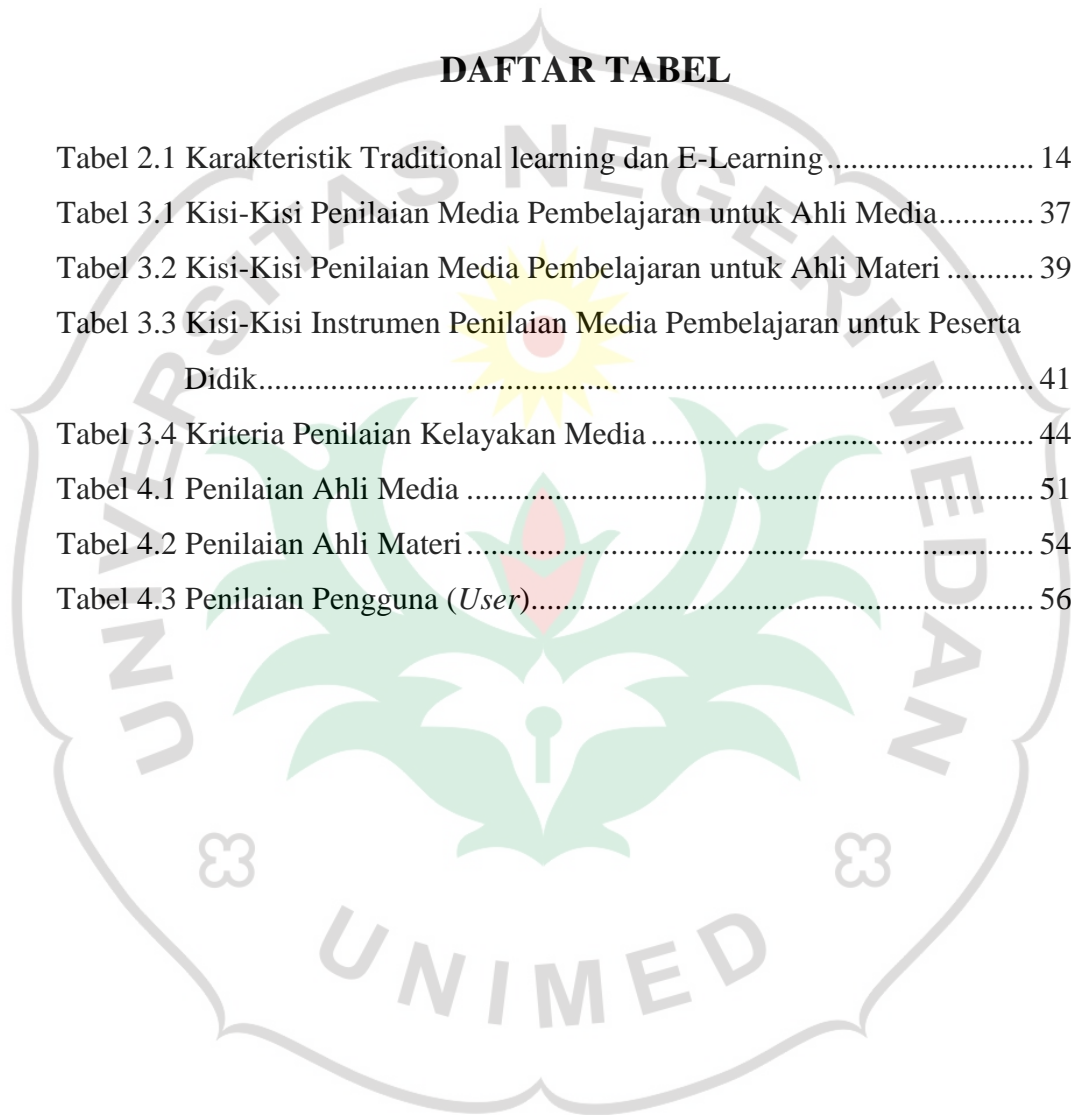 DAFTAR TABEL
Tabel 2.1 Karakteristik Traditional learning dan E-Learning.......................... 14
Tabel 3.1 Kisi-Kisi Penilaian Media Pembelajaran untuk Ahli Media............ 37
Tabel 3.2 Kisi-Kisi Penilaian Media Pembelajaran untuk Ahli Materi ........... 39
Tabel 3.3 Kisi-Kisi Instrumen Penilaian Media Pembelajaran untuk Peserta
Didik.................................................................................................. 41
Tabel 3.4 Kriteria Penilaian Kelayakan Media ................................................ 44
Tabel 4.1 Penilaian Ahli Media ....................................................................... 51
Tabel 4.2 Penilaian Ahli Materi ....................................................................... 54
Tabel 4.3 Penilaian Pengguna (User)............................................................... 56
UNIVERSITAS NEGERI MEDAN
UNIMED